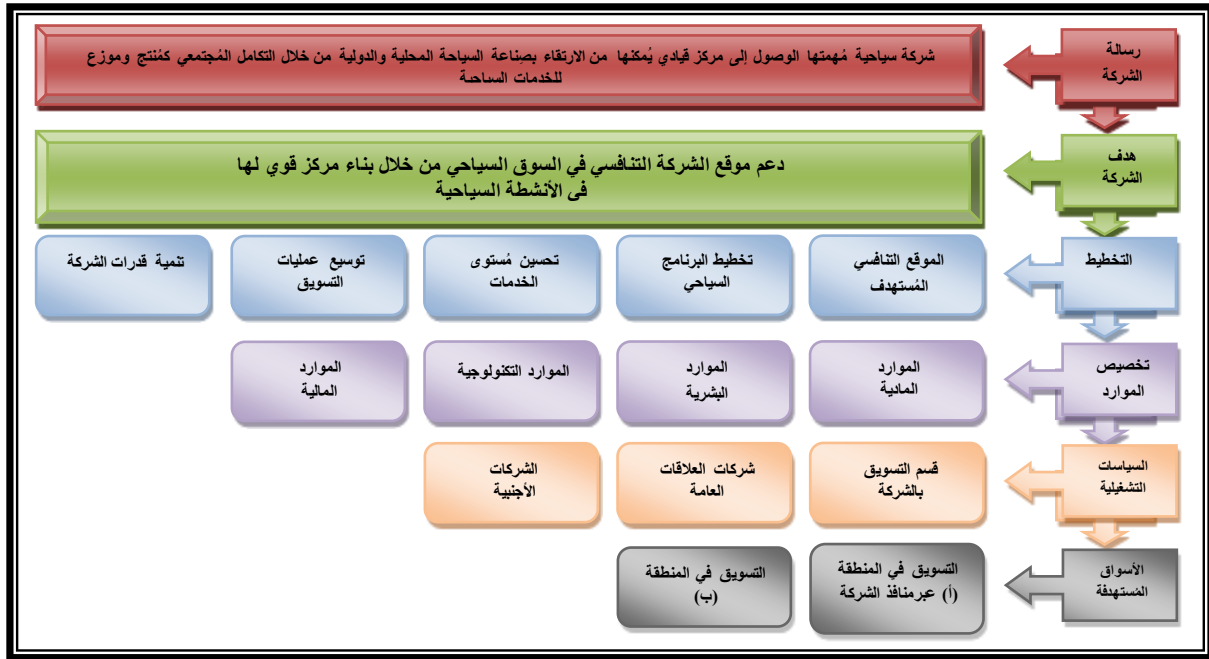 رسالة
الشركة
شركة سياحية مُهمتها الوصول إلى مركز قيادي يُمكنها من الارتقاء بصِناعة السياحة المحلية والدولية من خلال التكامل المُجتمعي كمُنتج وموزع
للخدمات السياحية
هدف
الشركة
دعم موقع الشركة التنافسي في السوق السياحي من خلال بناء مركز قوي لها
في الأنشطة السياحية
التخطيط
الموقع التنافسي
المُستهدف
تخطيط البرنامج
السياحي
تحسين مُستوى
الخدمات
توسيع عمليات
التسويق
تنمية قدرات الشركة
تخصيص
الموارد
الموارد
المادية
الموارد
البشرية
الموارد التكنولوجية
الموارد
المالية
السياسات
التشغيلية
قسم التسويق
بالشركة
شركات العلاقات
العامة
الشركات
الأجنبية
الأسواق
المُستهدفة
التسويق في المنطقة
(أ) عبرمنافذ الشركة
التسويق في المنطقة
(ب)